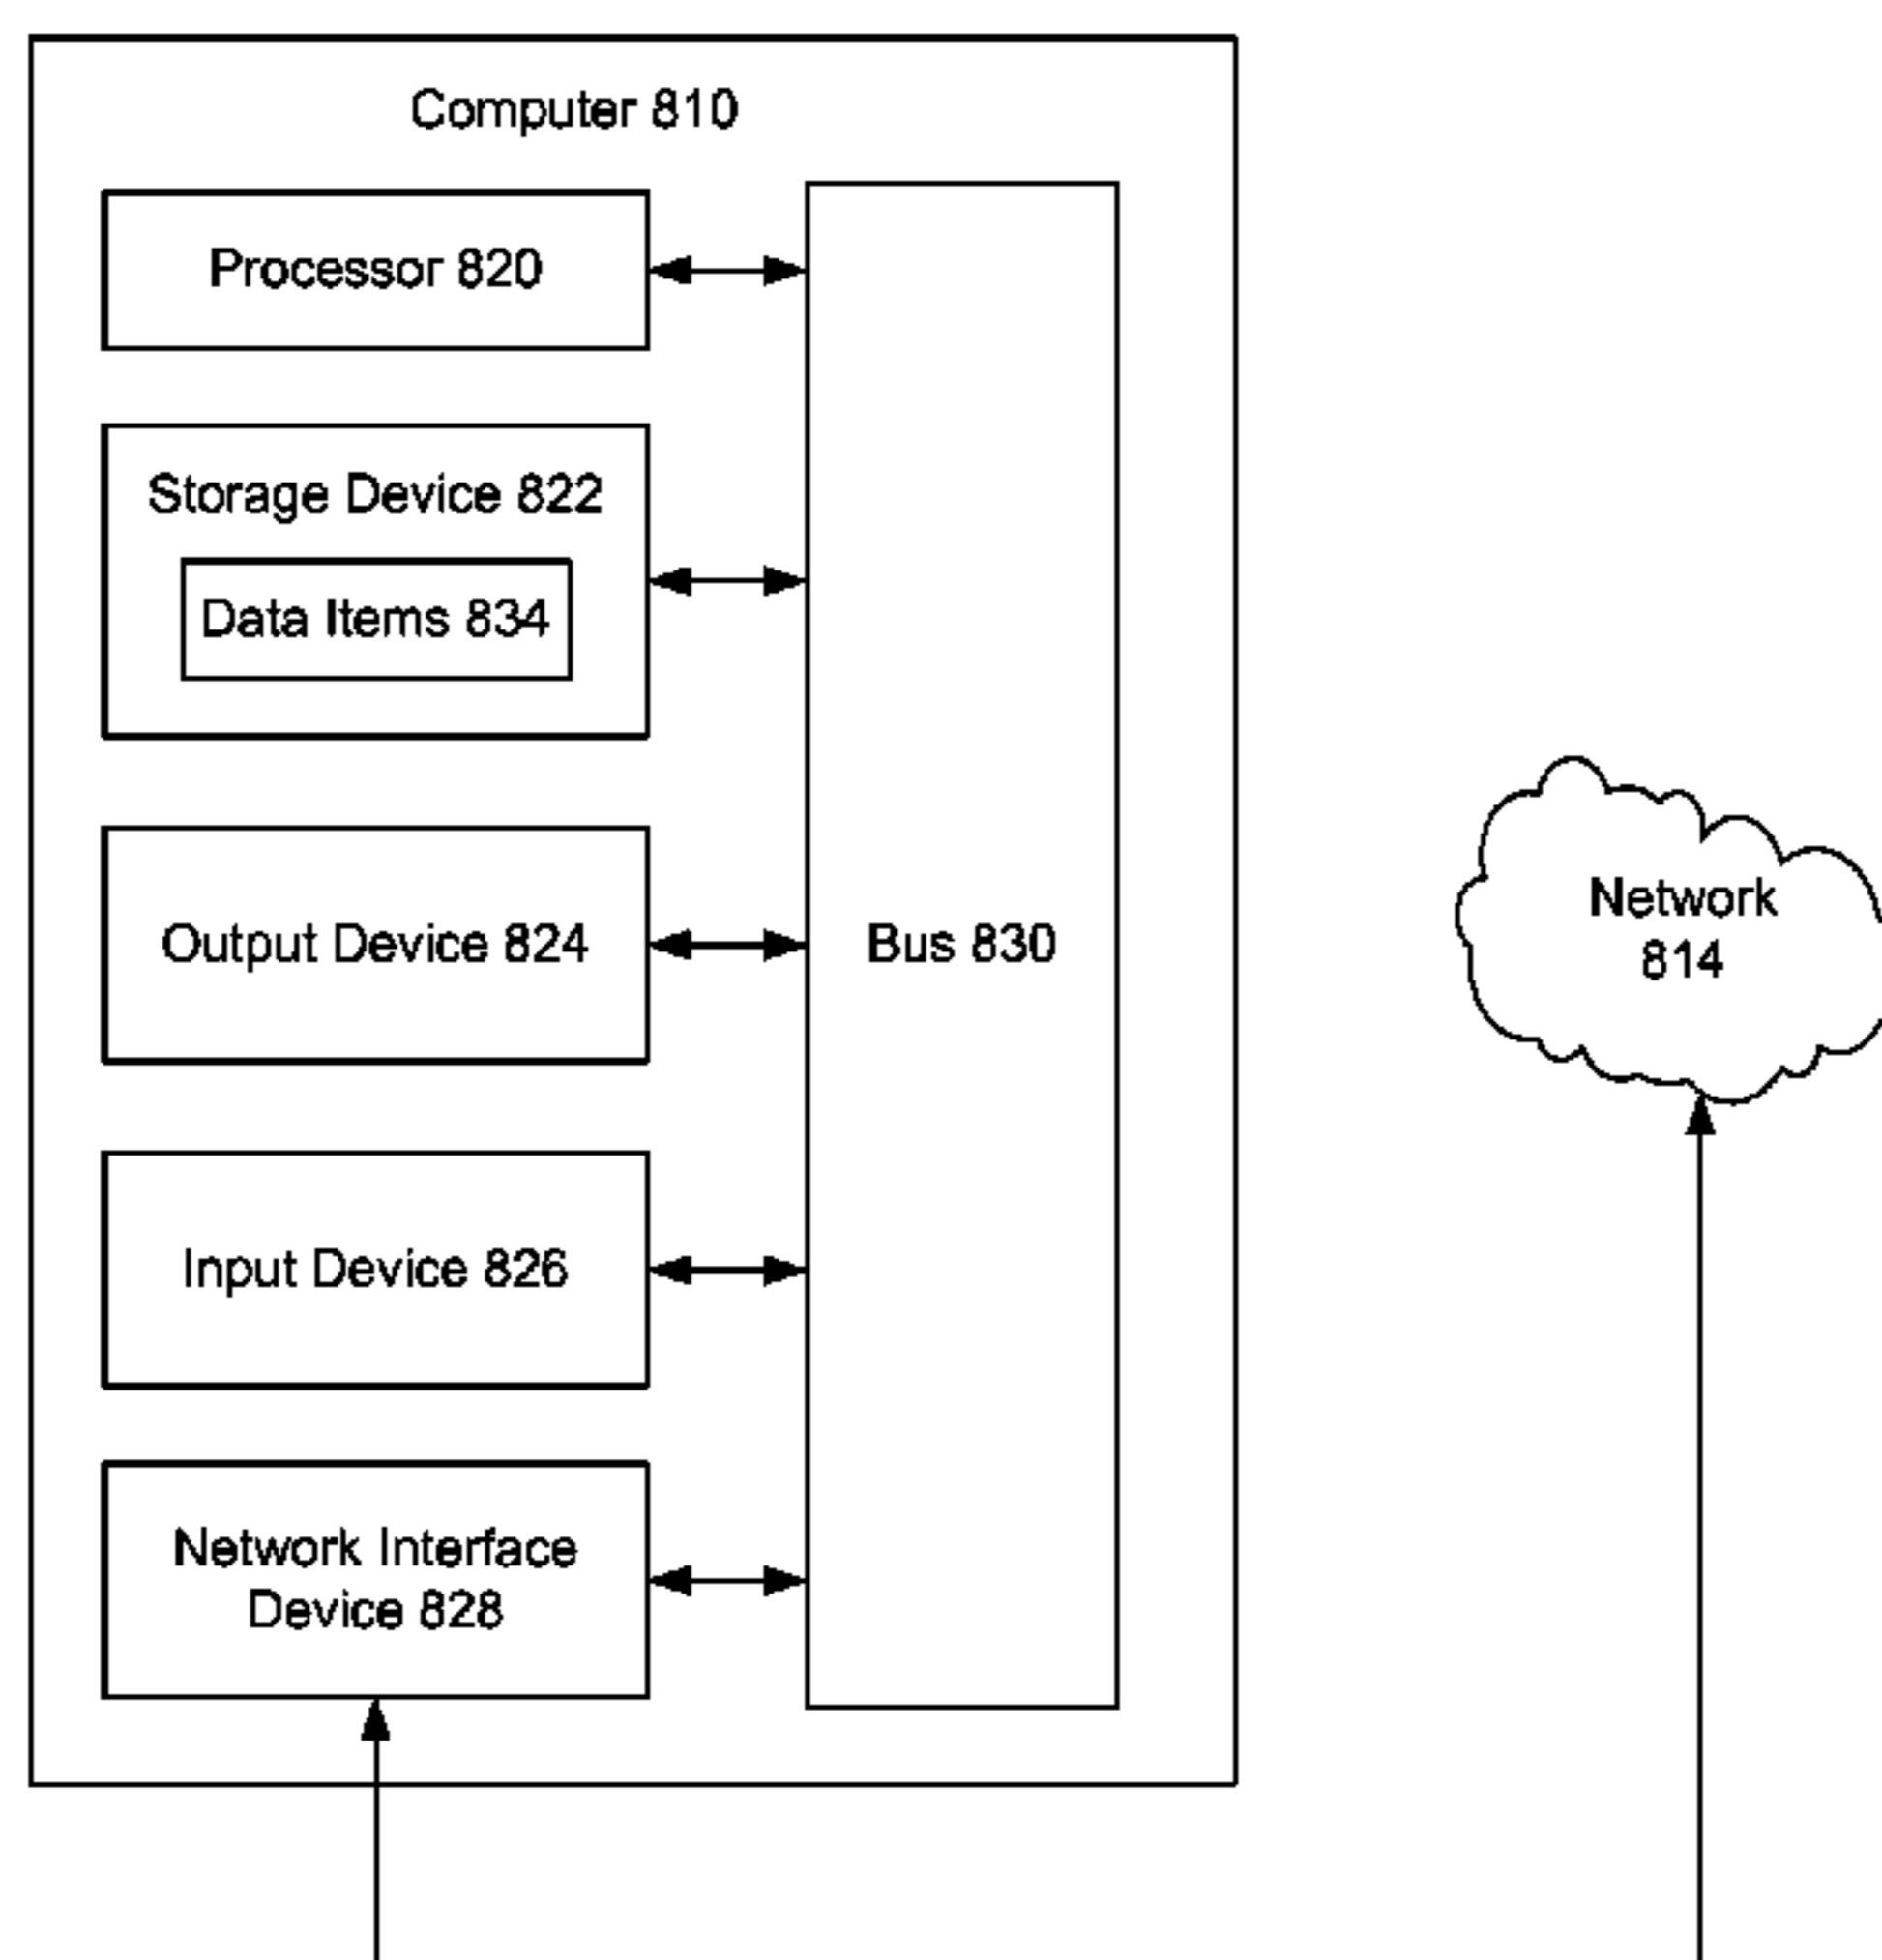 Computer 810
Processor 820
Storage Device 822
Data Items 834
Output Device 824
Input Device 826
Network Interface
Device 828
Bus 830
Network
814